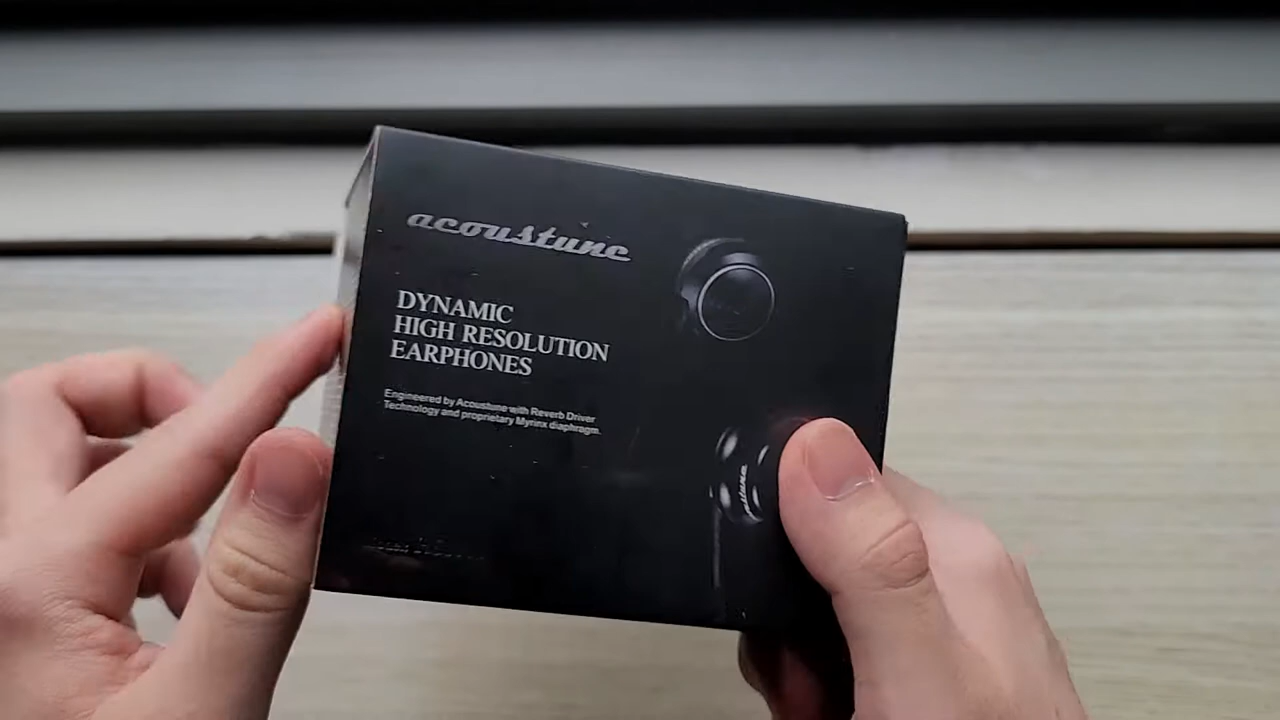 acoustune
DYNAMIC
HIGH RESOLUTION
EARPHONES
Engineered by Acoustune with Reverb Driver
Technology and proprietary Myrinx diaphragm.